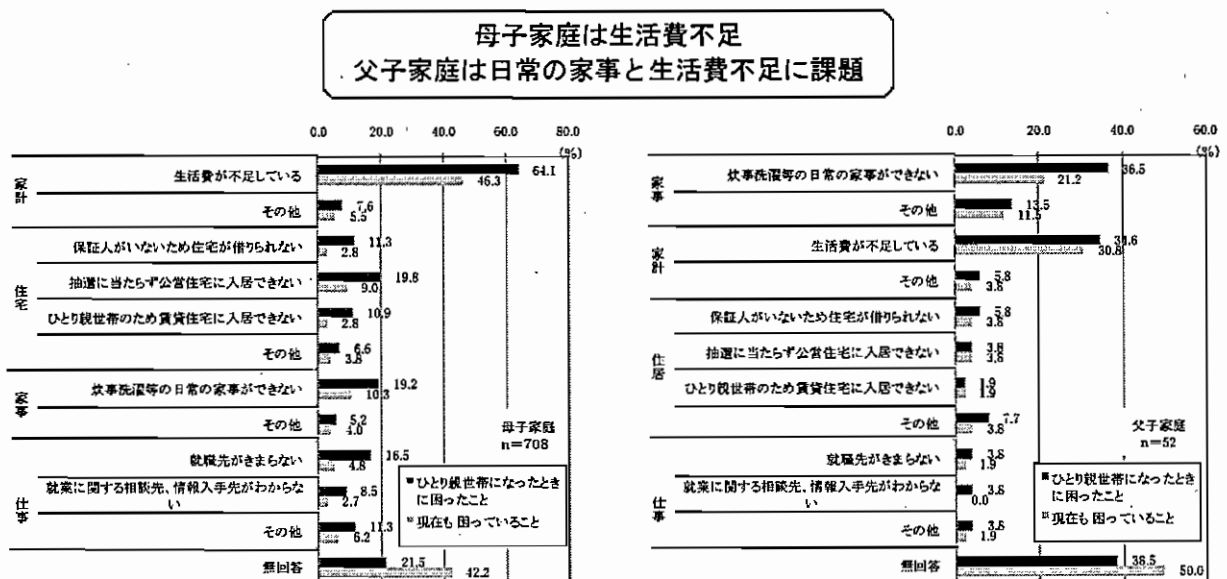 母子家庭は生活費不足
父子家庭は日常の家事と生活費不足に課題
0.0 20.0 40.0 60.0 80.0
(%)
家計
生活費が不足している
64.1
46.3
その他
7.6
5.5
住宅
保証人がいないため住宅が借りられない
11.3
2.8
抽選に当たらず公営住宅に入居できない
19.8
9.0
ひとり親世帯のため賃貸住宅に入居できない
10.9
2.8
その他
6.6
3.8
家事
炊事洗濯等の日常の家事ができない
19.2
10.3
その他
5.2
4.0
仕事
就職先がきまらない
16.5
4.8
就業に関する相談先、情報入手先がわからな
い
8.5
2.7
その他
11.3
6.2
無回答
21.5
42.2
母子家庭
n=708
■ひとり親世帯になったとき
に困ったこと
現在も困っていること
0.0 20.0 40.0 60.0
(%)
家事
炊事洗濯等の日常の家事ができない
36.5
21.2
その他
13.5
11.5
家計
生活費が不足している
34.6
30.8
その他
5.8
3.8
住居
保証人がいないため住宅が借りられない
5.8
3.8
抽選に当たらず公営住宅に入居できない
3.8
3.8
ひとり親世帯のため賃貸住宅に入居できない
1.9
1.9
その他
7.7
3.8
仕事
就職先がきまらない
3.8
1.9
就業に関する相談先、情報入手先がわからな
い
3.8
0.0
その他
3.8
1.9
無回答
38.5
50.0
父子家庭
n=52
■ひとり親世帯になったとき
に困ったこと
現在も困っていること